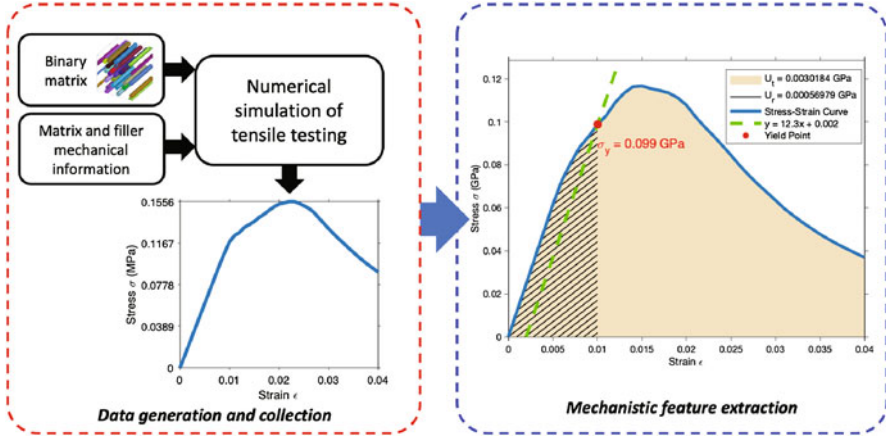 Binary
matrix
Matrix and filler
mechanical
information
Numerical
simulation of
tensile testing
0.1556
0.1167
0.0778
0.0389
0
Stress σ (MPa)
0 0.01 0.02 0.03 0.04
Strain ϵ
Data generation and collection
0.12
0.1
0.08
0.06
0.04
0.02
0
Stress σ (GPa)
U_t = 0.0030184 GPa
U_r = 0.00056979 GPa
Stress-Strain Curve
y = 12.3x + 0.002
Yield Point
σ_y = 0.099 GPa
0 0.005 0.01 0.015 0.02 0.025 0.03 0.035 0.04
Strain ϵ
Mechanistic feature extraction